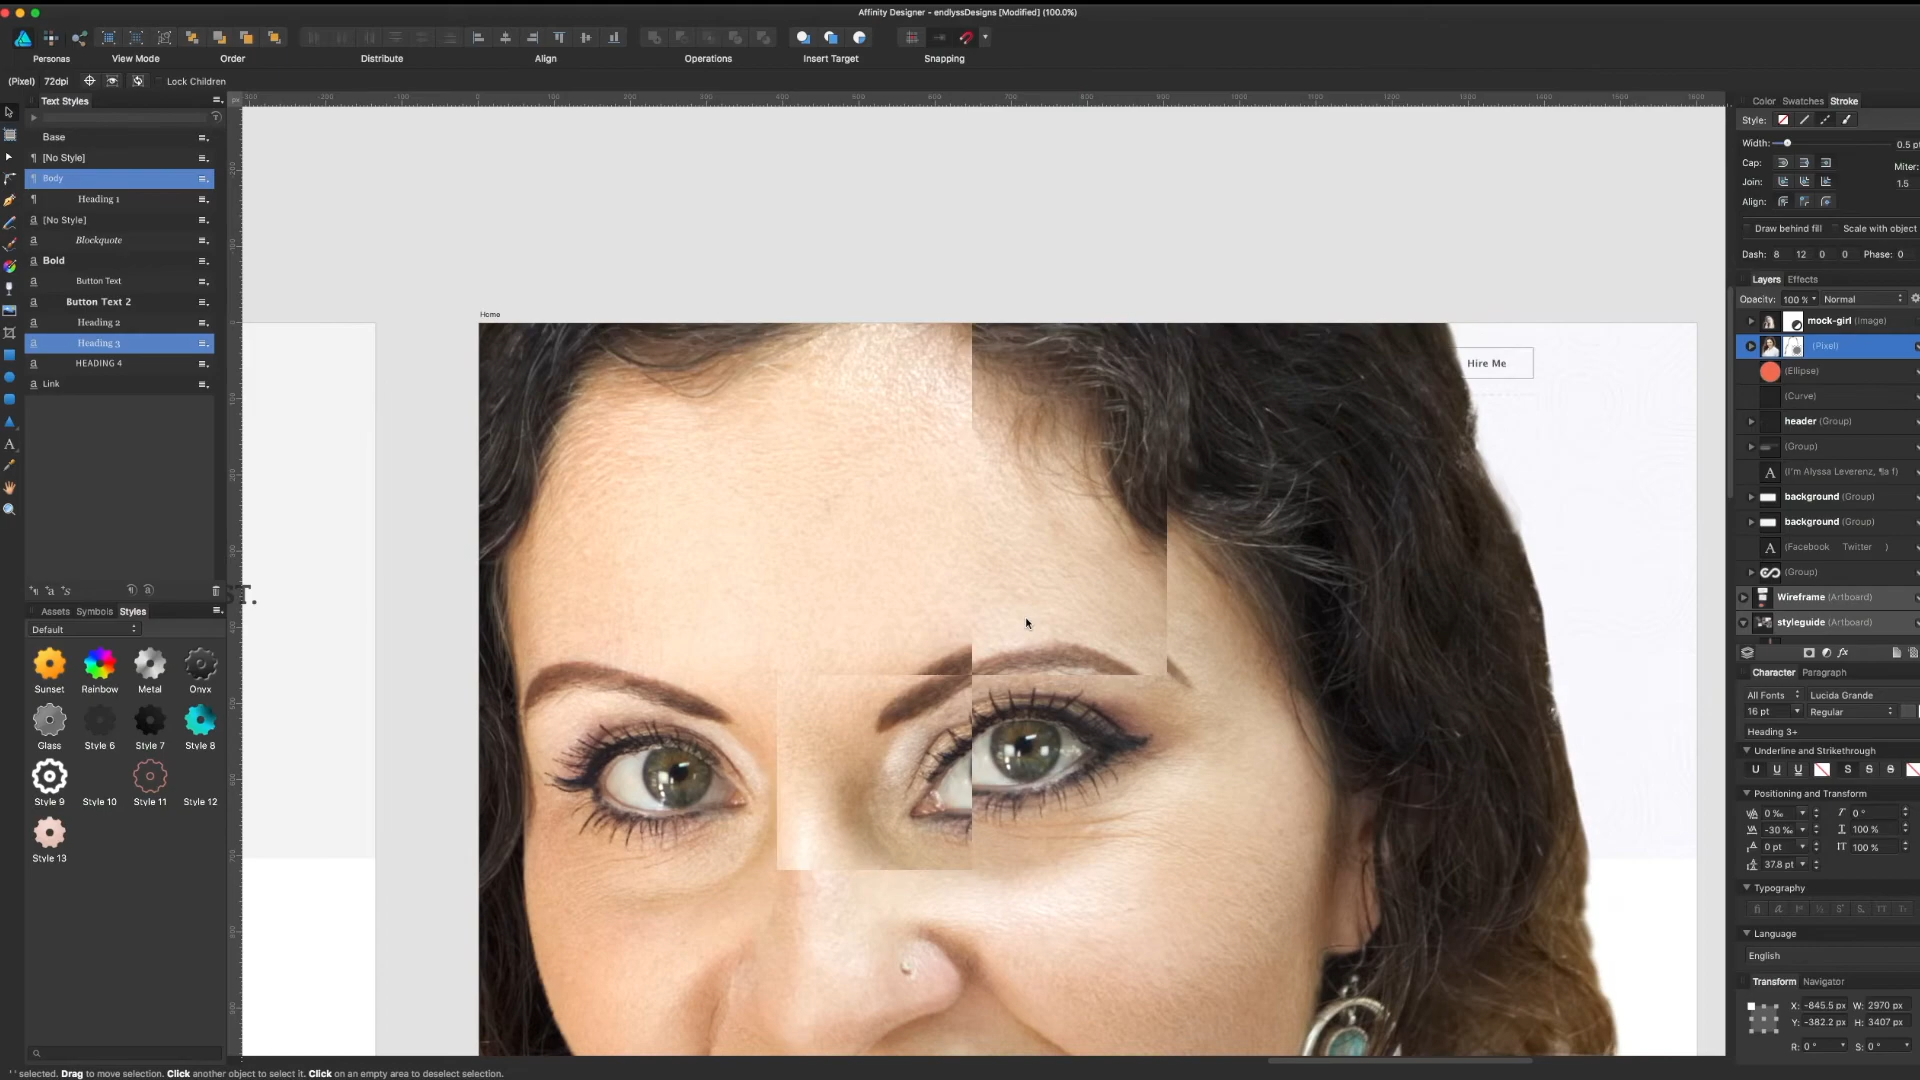 Affinity Designer - endlyssDesigns [Modified] (100.0%)
Personas View Mode Order Distribute Align Operations Insert Target Snapping
(Pixel) 72dpi Lock Children
Text Styles
Base
[No Style]
Body
Heading 1
[No Style]
Blockquote
Bold
Button Text
Button Text 2
Heading 2
Heading 3
HEADING 4
Link
Assets Symbols Styles
Default
Sunset Rainbow Metal Onyx
Glass Style 6 Style 7 Style 8
Style 9 Style 10 Style 11 Style 12
Style 13
ST.
Home
Hire Me
Color Swatches Stroke
Style:
Width: 0.5 pt
Cap: Miter:
Join: 1.5
Align:
Draw behind fill Scale with object
Dash: 8 12 0 0 Phase: 0
Layers Effects
Opacity: 100 % Normal
mock-girl (Image)
(Pixel)
(Ellipse)
(Curve)
header (Group)
(Group)
(I'm Alyssa Leverenz, ¶a f)
background (Group)
background (Group)
(Facebook Twitter )
(Group)
Wireframe (Artboard)
styleguide (Artboard)
Character Paragraph
All Fonts Lucida Grande
16 pt Regular
Heading 3+
Underline and Strikethrough
U U U S S S
Positioning and Transform
0 ‰ 0 °
-30 ‰ 100 %
0 pt 100 %
37.8 pt
Typography
Language
English
Transform Navigator
X: -845.5 px W: 2970 px
Y: -382.2 px H: 3407 px
R: 0 ° S: 0 °
' ' selected. Drag to move selection. Click another object to select it. Click on an empty area to deselect selection.